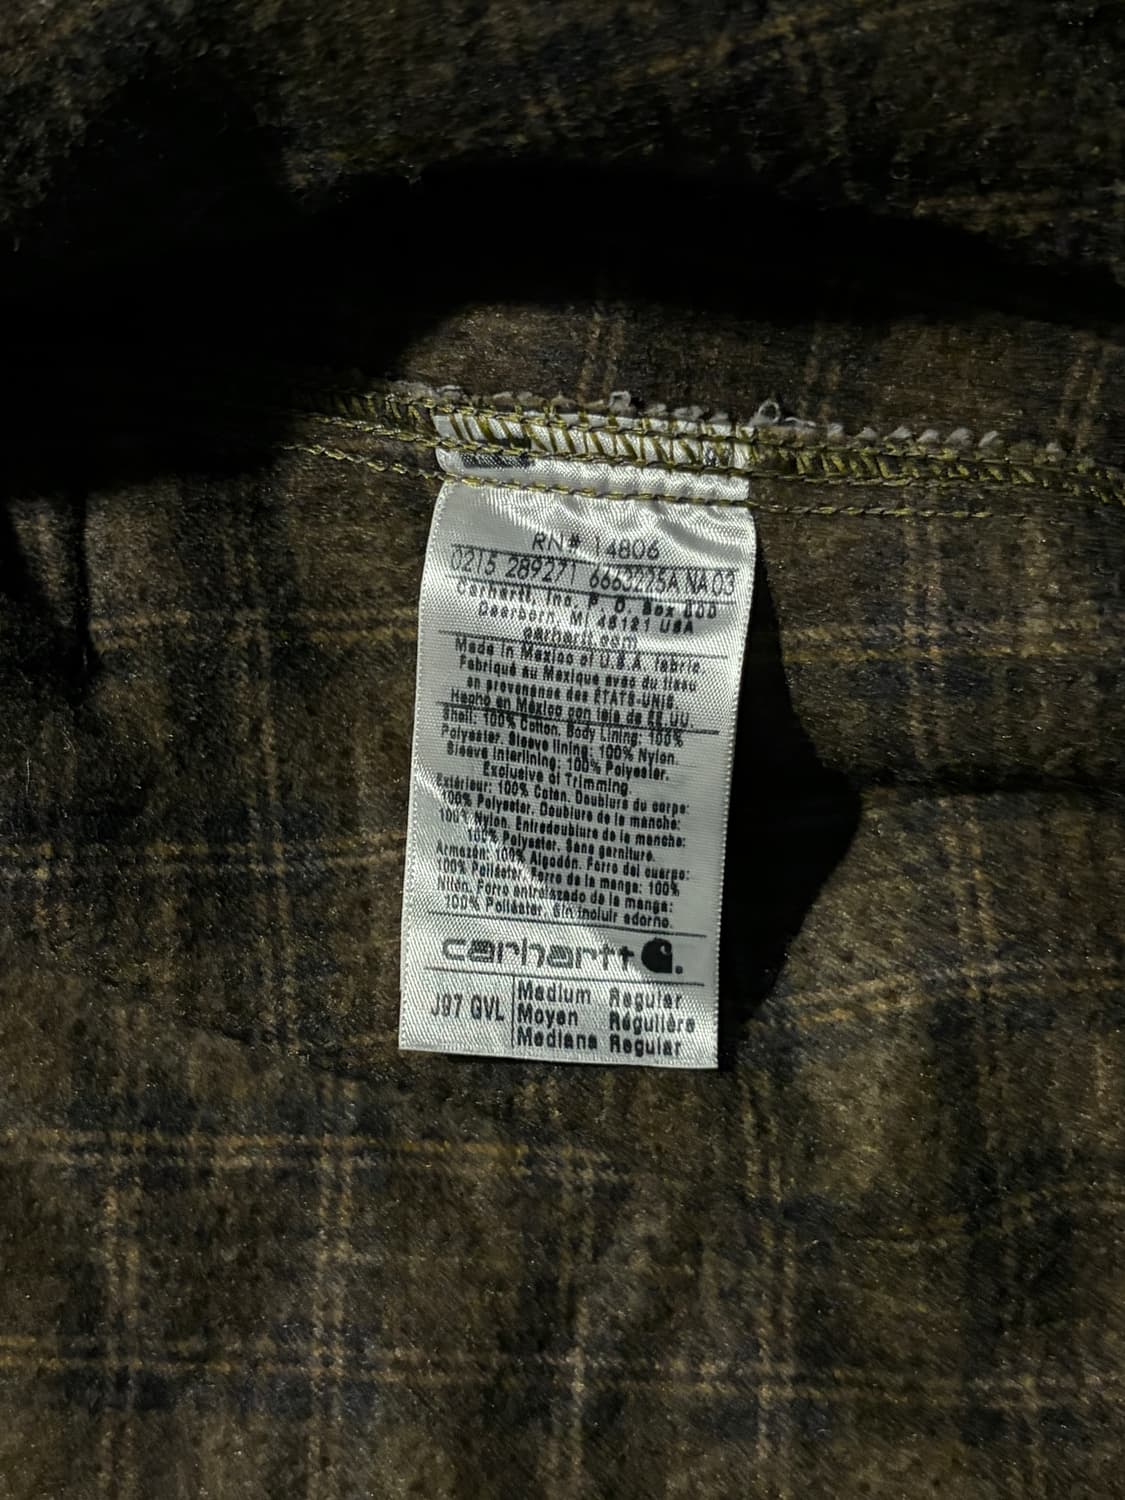 RN# 14806
0215 289271 6663225A NA 03
Carhartt, Inc. P. O. Box 600
Dearborn, MI 48121 USA
carhartt.com
Made in Mexico of U.S.A. fabric
Fabriqué au Mexique avec du tissu
en provenance des ÉTATS-UNIS
Hecho en México con tela de EE UU.
Shell: 100% Cotton. Body Lining: 100%
Polyester. Sleeve lining: 100% Nylon.
Sleeve Interlining: 100% Polyester.
Exclusive of Trimming.
Extérieur: 100% Coton. Doublure du corps:
100% Polyester. Doublure de la manche:
100% Nylon. Entredoublure de la manche:
100% Polyester. Sans garniture.
Armazón: 100% Algodón. Forro del cuerpo:
100% Poliéster. Forro de la manga: 100%
Nilón. Forro entrelazado de la manga:
100% Poliéster. Sin incluir adorno.
carhartt
J97 GVL
Medium Regular
Moyen Régulière
Mediana Regular